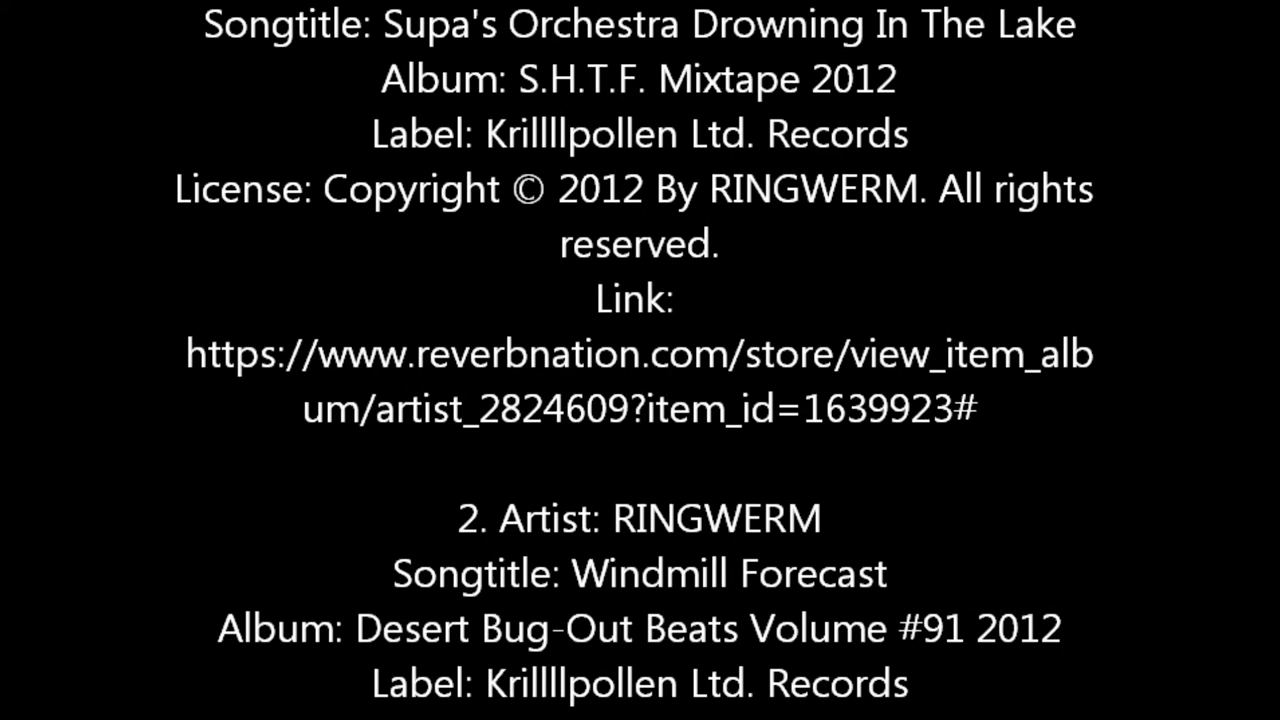 Songtitle: Supa's Orchestra Drowning In The Lake
Album: S.H.T.F. Mixtape 2012
Label: Krillllpollen Ltd. Records
License: Copyright © 2012 By RINGWERM. All rights
reserved.
Link:
https://www.reverbnation.com/store/view_item_alb
um/artist_2824609?item_id=1639923#
2. Artist: RINGWERM
Songtitle: Windmill Forecast
Album: Desert Bug-Out Beats Volume #91 2012
Label: Krillllpollen Ltd. Records